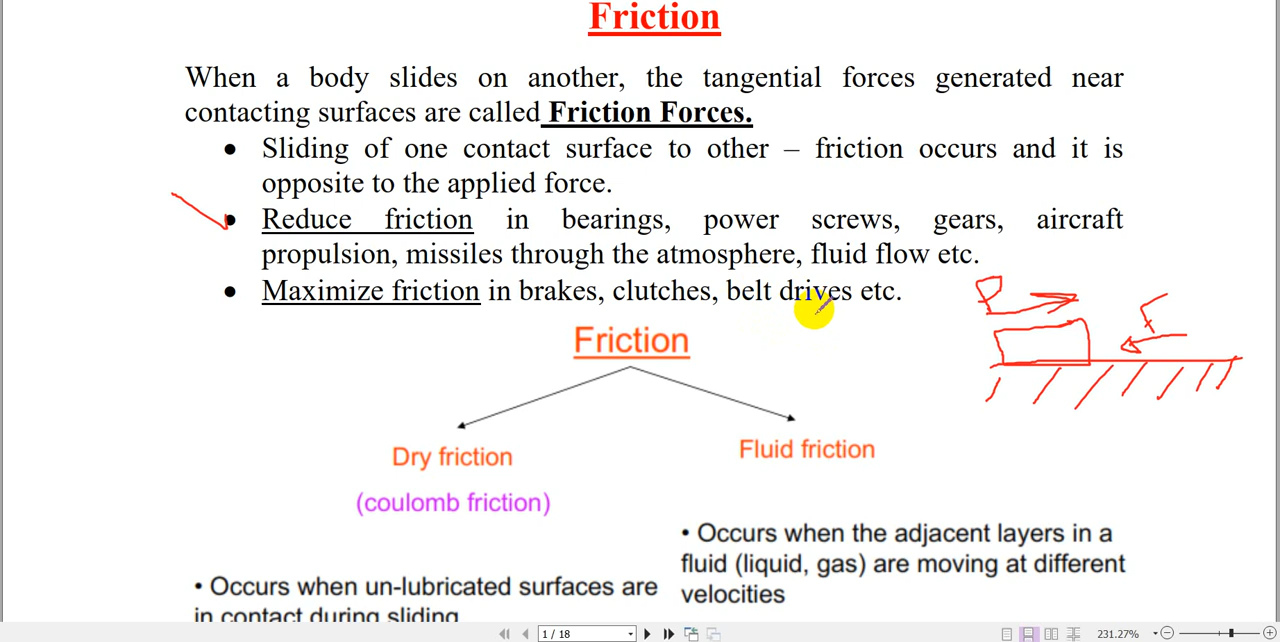 Friction
When a body slides on another, the tangential forces generated near
contacting surfaces are called Friction Forces.
• Sliding of one contact surface to other – friction occurs and it is
opposite to the applied force.
• Reduce friction in bearings, power screws, gears, aircraft
propulsion, missiles through the atmosphere, fluid flow etc.
• Maximize friction in brakes, clutches, belt drives etc.
P
F
Friction
Dry friction
(coulomb friction)
• Occurs when un-lubricated surfaces are
in contact during sliding
Fluid friction
• Occurs when the adjacent layers in a
fluid (liquid, gas) are moving at different
velocities
1 / 18
231.27%